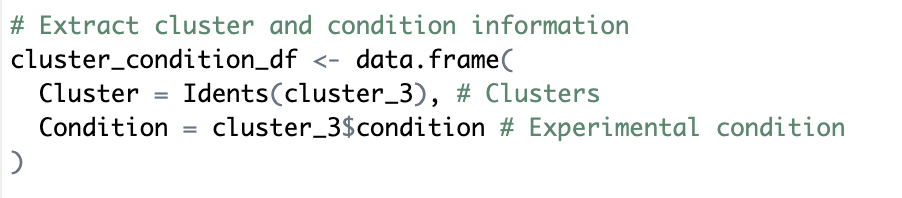 # Extract cluster and condition information
cluster_condition_df <- data.frame(
  Cluster = Idents(cluster_3), # Clusters
  Condition = cluster_3$condition # Experimental condition
)